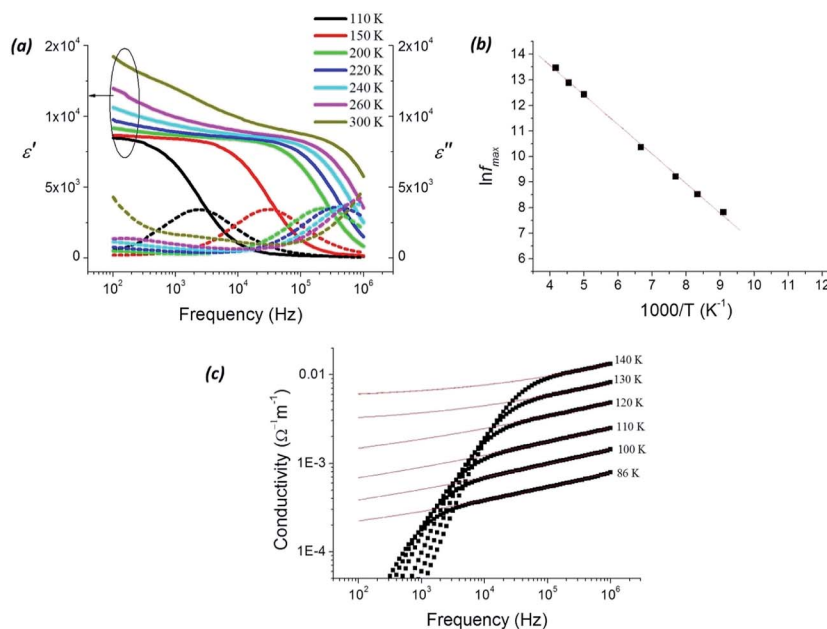 (a)
2x10⁴
1x10⁴
5x10³
0
ε'
110 K
150 K
200 K
220 K
240 K
260 K
300 K
2x10⁴
1x10⁴
5x10³
0
ε"
10² 10³ 10⁴ 10⁵ 10⁶
Frequency (Hz)
(b)
14
13
12
11
10
9
8
7
6
lnf max
4 5 6 7 8 9 10 11 12
1000/T (K⁻¹)
(c)
0.01
1E-3
1E-4
Conductivity (Ω⁻¹m⁻¹)
140 K
130 K
120 K
110 K
100 K
86 K
10² 10³ 10⁴ 10⁵ 10⁶
Frequency (Hz)